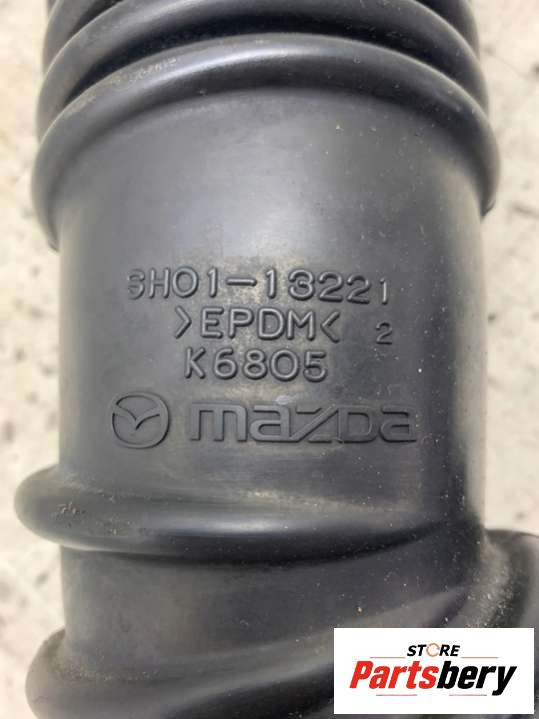 SH01-13221
>EPDM< 2
K6805
mazda
STORE
Partsbery